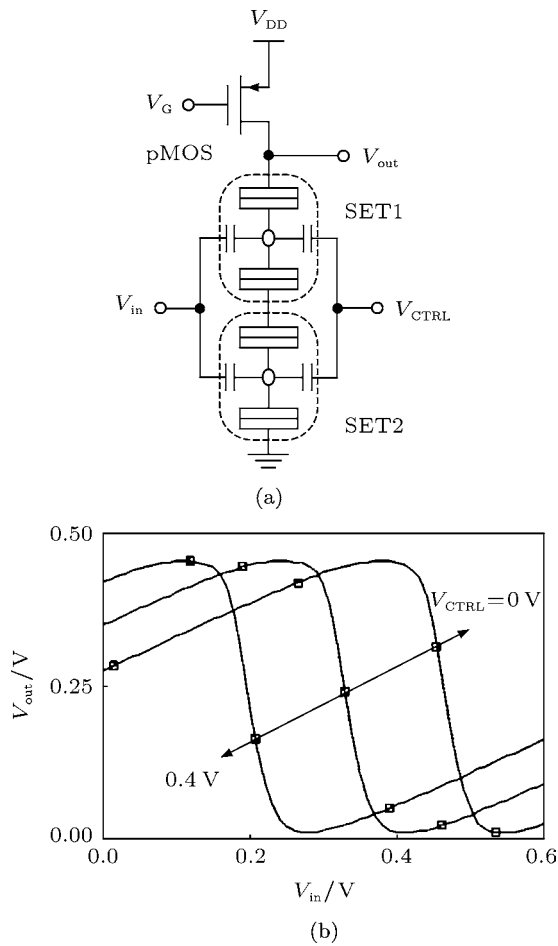 V_DD
V_G
pMOS
V_out
SET1
V_in
V_CTRL
SET2
(a)
0.50
V_CTRL=0 V
V_out/V
0.25
0.4 V
0.00
0.0 0.2 0.4 0.6
V_in/V
(b)